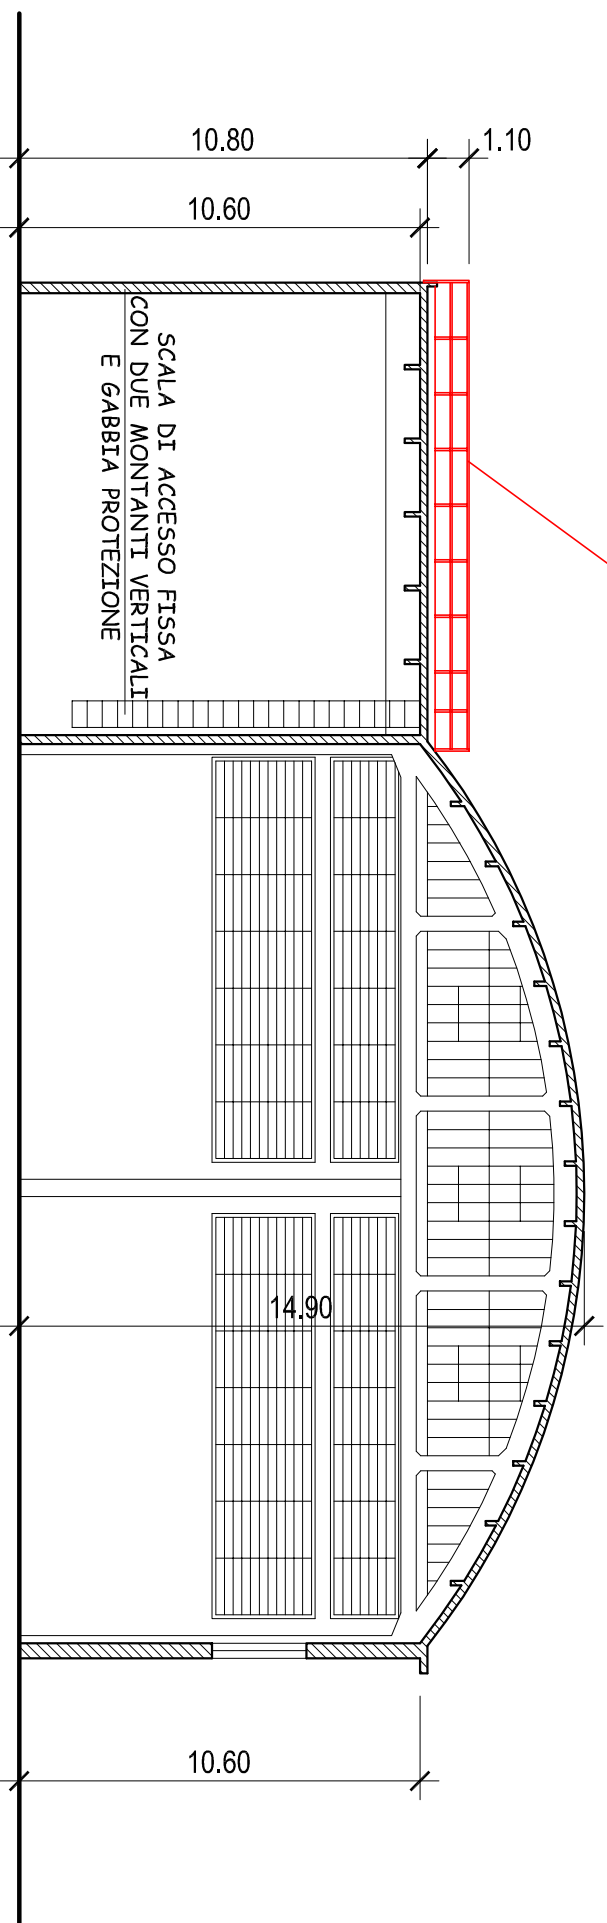 10.80
1.10
10.60
SCALA DI ACCESSO FISSA
CON DUE MONTANTI VERTICALI
E GABBIA PROTEZIONE
14.90
10.60